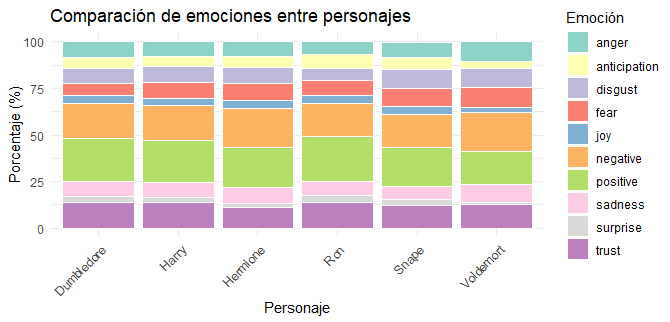 Comparación de emociones entre personajes
Porcentaje (%)
100
75
50
25
0
Dumbledore
Harry
Hermione
Ron
Snape
Voldemort
Personaje
Emoción
anger
anticipation
disgust
fear
joy
negative
positive
sadness
surprise
trust